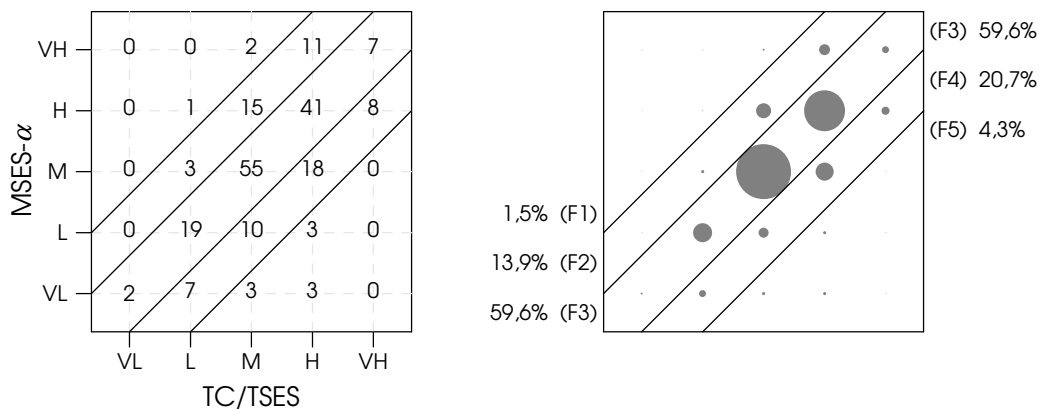 VH 0 0 2 11 7
H 0 1 15 41 8
M 0 3 55 18 0
L 0 19 10 3 0
VL 2 7 3 3 0
VL L M H VH
MSES-α
TC/TSES
(F3) 59,6%
(F4) 20,7%
(F5) 4,3%
1,5% (F1)
13,9% (F2)
59,6% (F3)